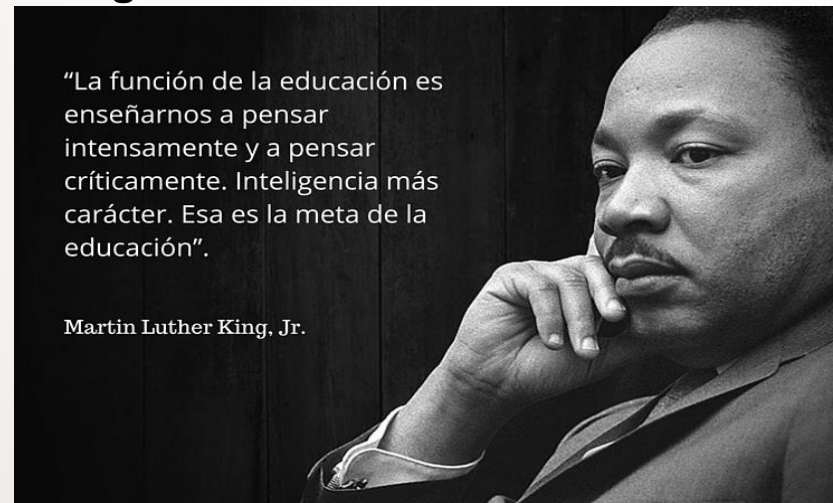 “La función de la educación es
enseñarnos a pensar
intensamente y a pensar
críticamente. Inteligencia más
carácter. Esa es la meta de la
educación”.
Martin Luther King, Jr.